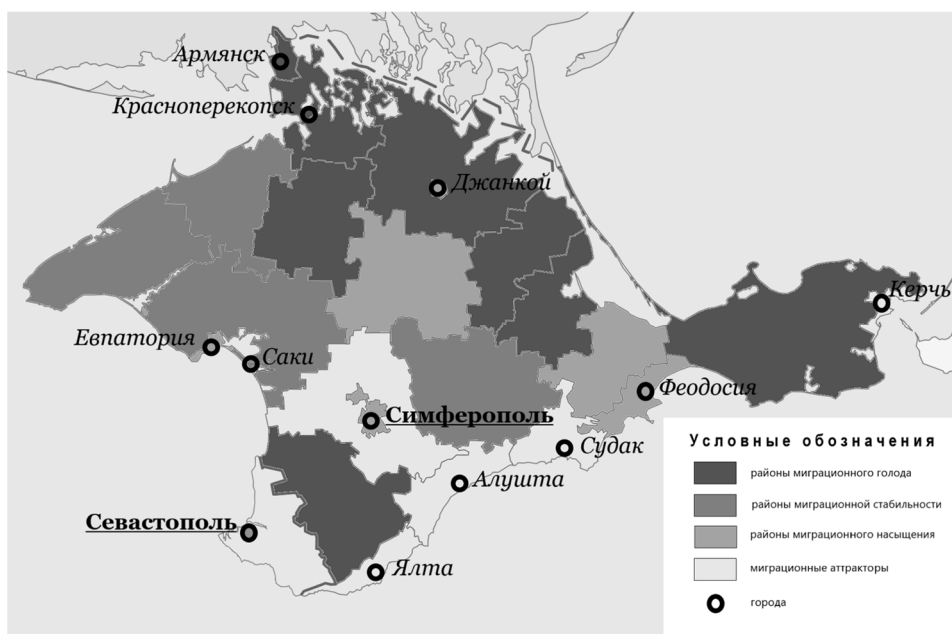 Армянск
Красноперекопск
Джанкой
Керчь
Евпатория
Саки
Феодосия
Симферополь
Судак
Алушта
Севастополь
Ялта
Условные обозначения
районы миграционного голода
районы миграционной стабильности
районы миграционного насыщения
миграционные аттракторы
города